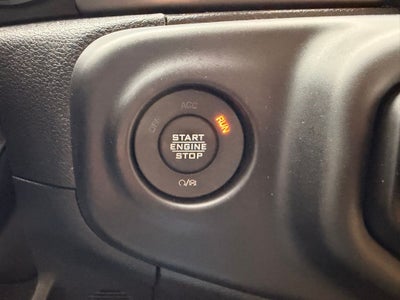 ACC
OFF
RUN
START
ENGINE
STOP